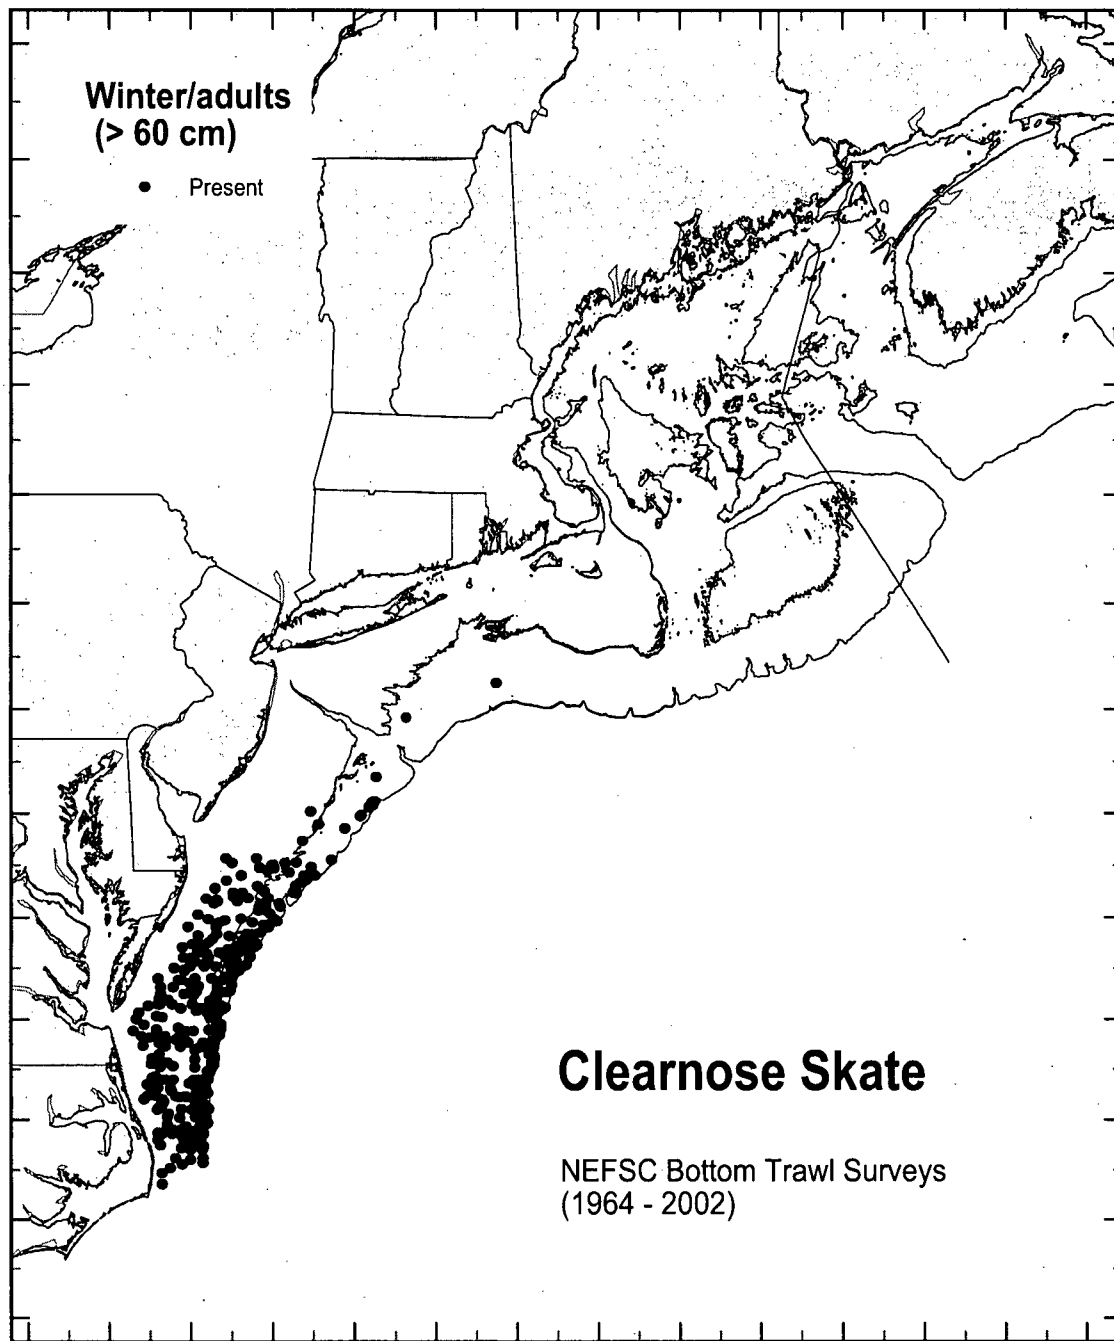 Winter/adults
(> 60 cm)
Present
Clearnose Skate
NEFSC Bottom Trawl Surveys
(1964 - 2002)